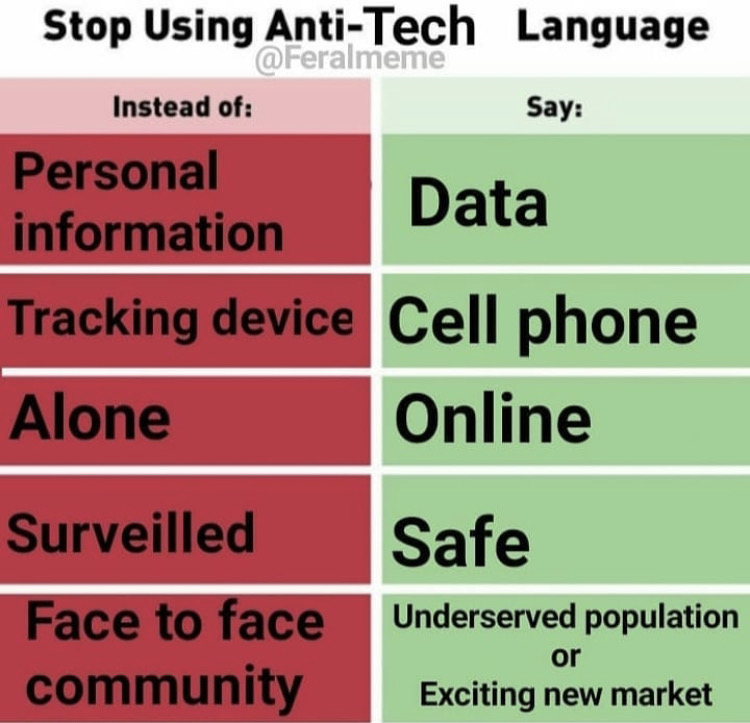 Stop Using Anti-Tech Language
@Feralmeme
Instead of:
Say:
Personal
information
Data
Tracking device
Cell phone
Alone
Online
Surveilled
Safe
Face to face
community
Underserved population
or
Exciting new market